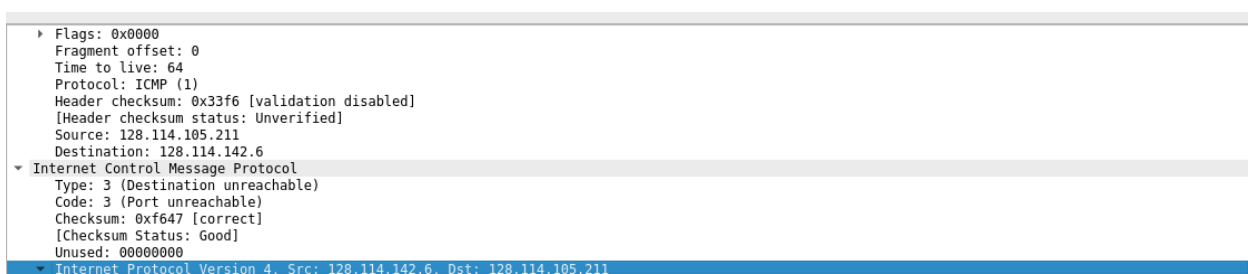 Flags: 0x0000
Fragment offset: 0
Time to live: 64
Protocol: ICMP (1)
Header checksum: 0x33f6 [validation disabled]
[Header checksum status: Unverified]
Source: 128.114.105.211
Destination: 128.114.142.6
Internet Control Message Protocol
Type: 3 (Destination unreachable)
Code: 3 (Port unreachable)
Checksum: 0xf647 [correct]
[Checksum Status: Good]
Unused: 00000000
Internet Protocol Version 4, Src: 128.114.142.6, Dst: 128.114.105.211